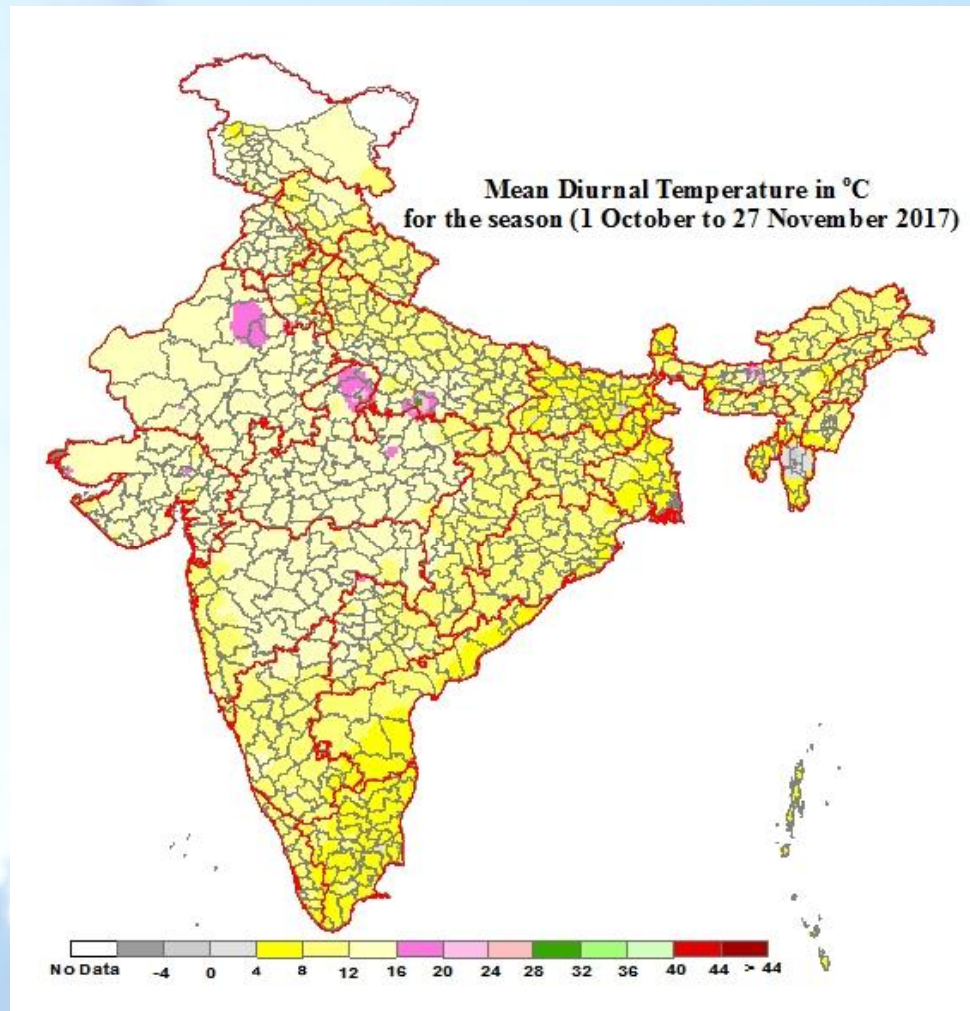 Mean Diurnal Temperature in °C
for the season (1 October to 27 November 2017)
No Data -4 0 4 8 12 16 20 24 28 32 36 40 44 > 44